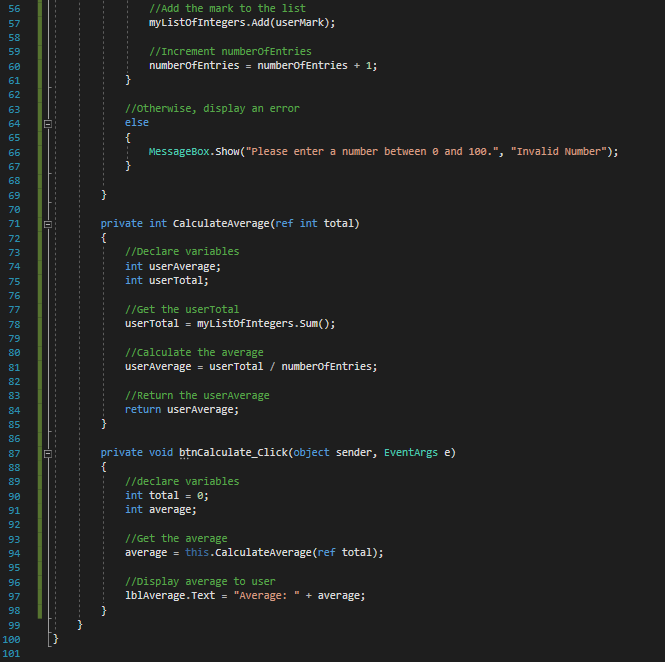 56 //Add the mark to the list
57 myListOfIntegers.Add(userMark);
58
59 //Increment numberOfEntries
60 numberOfEntries = numberOfEntries + 1;
61 }
62
63 //Otherwise, display an error
64 else
65 {
66 MessageBox.Show("Please enter a number between 0 and 100.", "Invalid Number");
67 }
68
69 }
70
71 private int CalculateAverage(ref int total)
72 {
73 //Declare variables
74 int userAverage;
75 int userTotal;
76
77 //Get the userTotal
78 userTotal = myListOfIntegers.Sum();
79
80 //Calculate the average
81 userAverage = userTotal / numberOfEntries;
82
83 //Return the userAverage
84 return userAverage;
85 }
86
87 private void btnCalculate_Click(object sender, EventArgs e)
88 {
89 //declare variables
90 int total = 0;
91 int average;
92
93 //Get the average
94 average = this.CalculateAverage(ref total);
95
96 //Display average to user
97 lblAverage.Text = "Average: " + average;
98 }
99 }
100 }
101